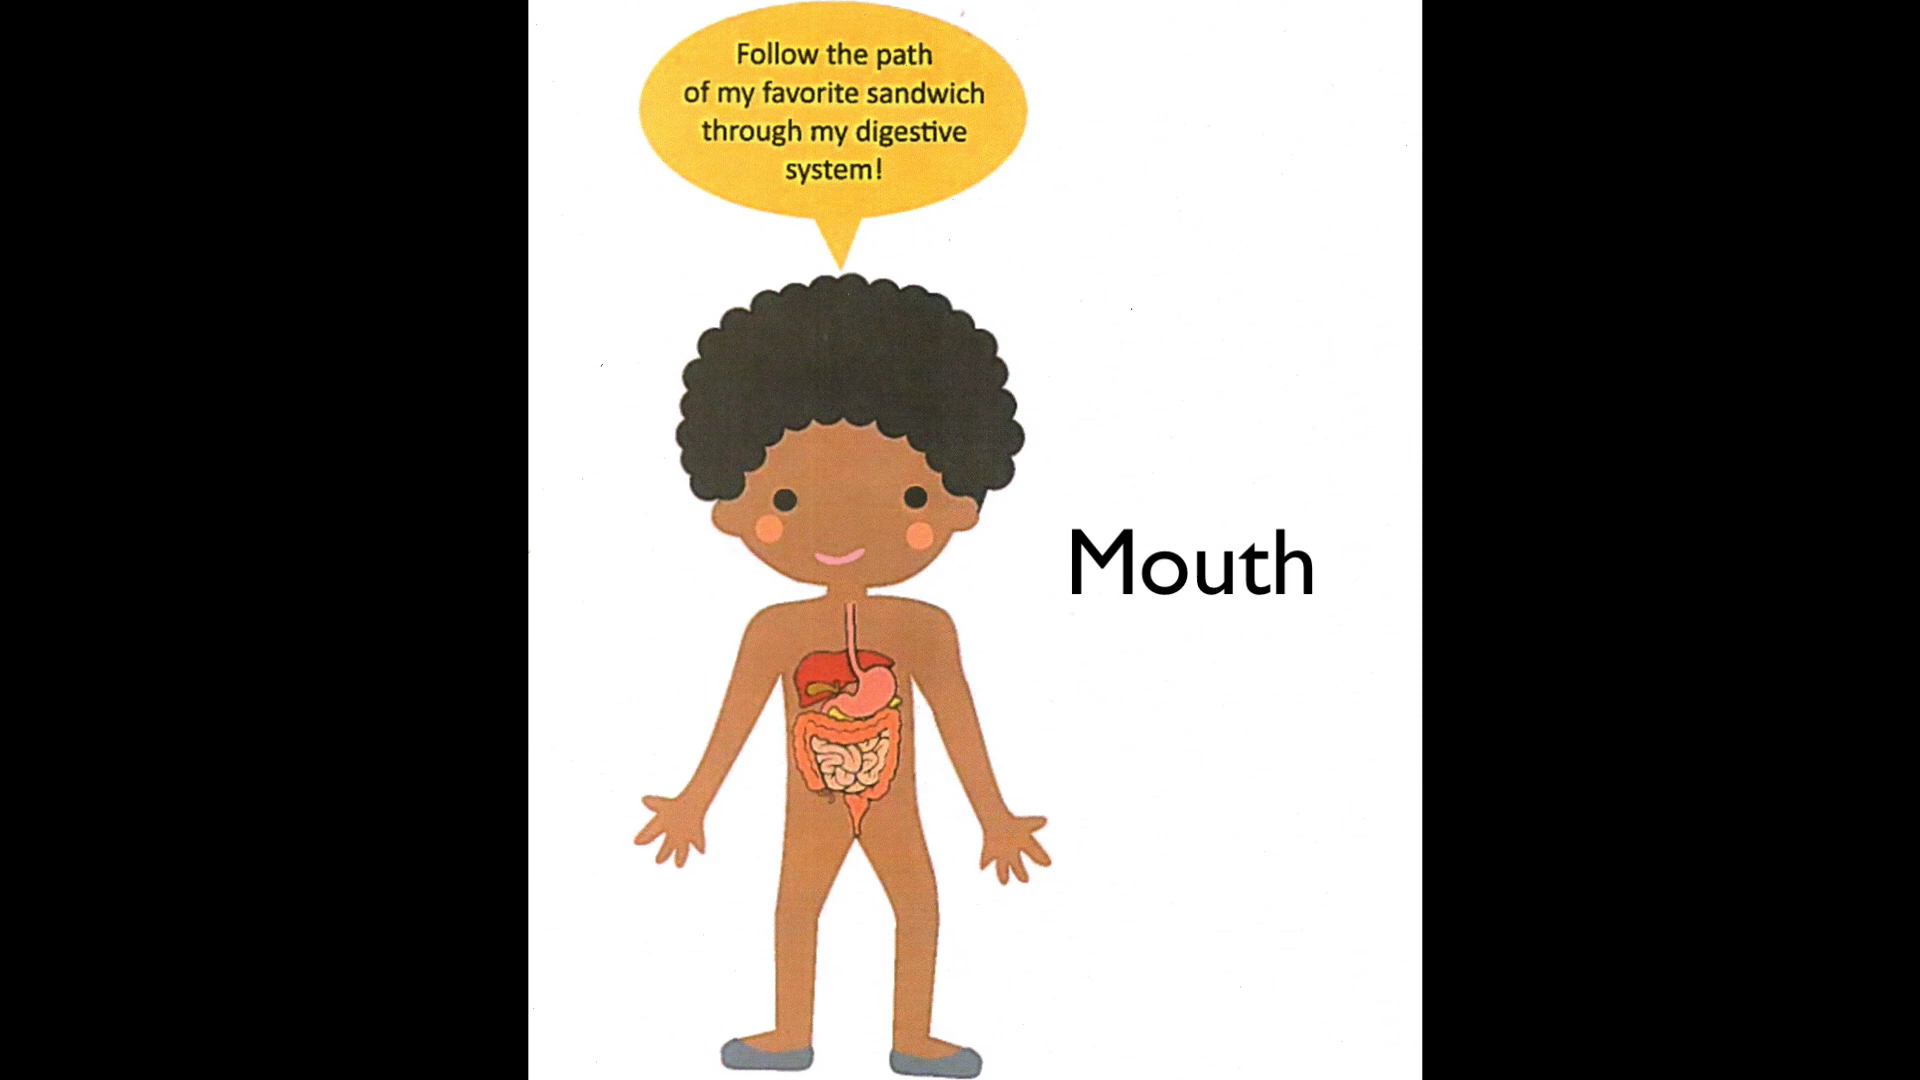 Follow the path
of my favorite sandwich
through my digestive
system!
Mouth